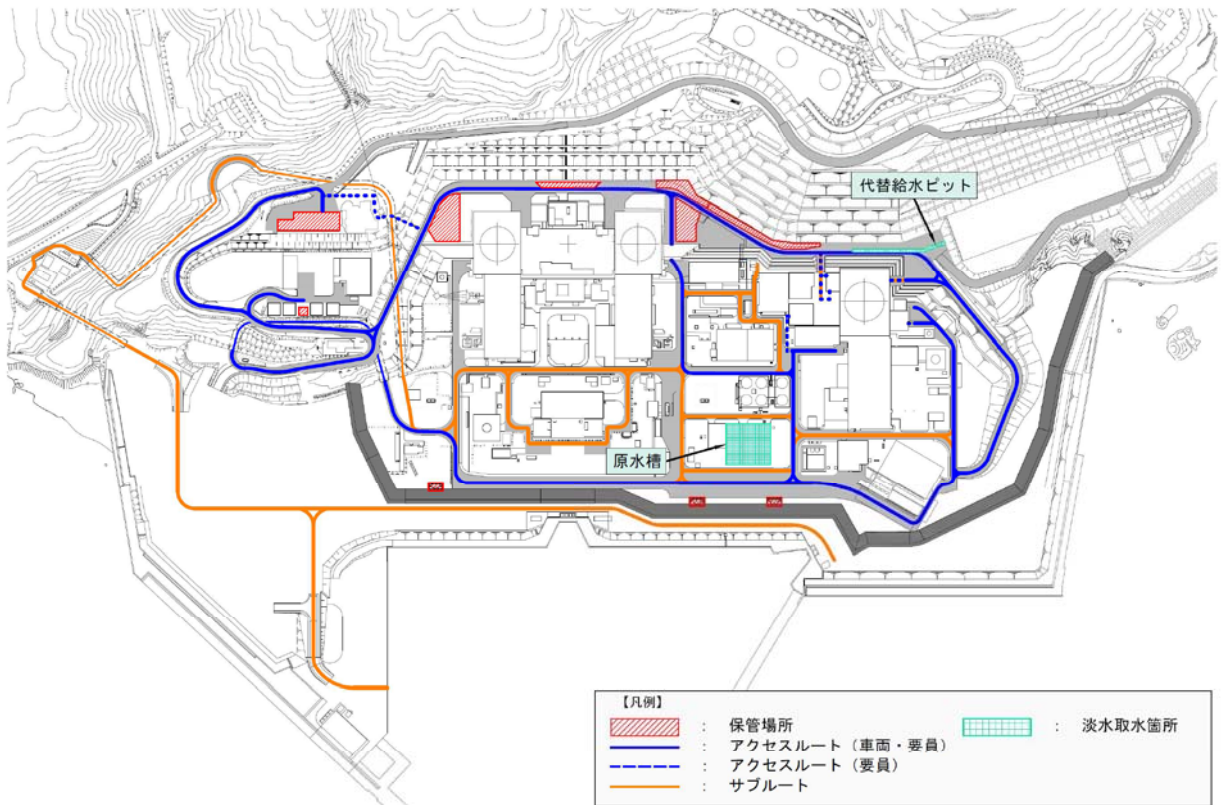 代替給水ピット
原水槽
【凡例】
： 保管場所
： 淡水取水箇所
： アクセスルート（車両・要員）
： アクセスルート（要員）
： サブルート